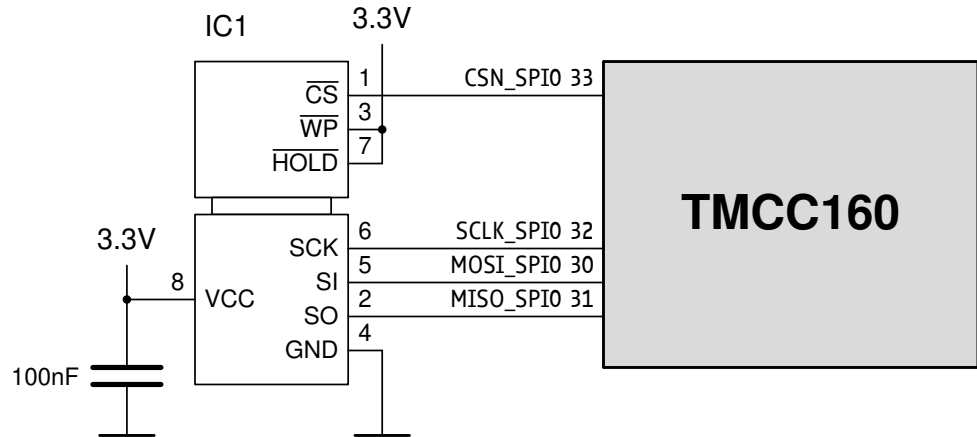 IC1
3.3V
CS
1
CSN_SPI0 33
WP
3
HOLD
7
TMCC160
3.3V
8
VCC
SCK
6
SCLK_SPI0 32
SI
5
MOSI_SPI0 30
SO
2
MISO_SPI0 31
GND
4
100nF